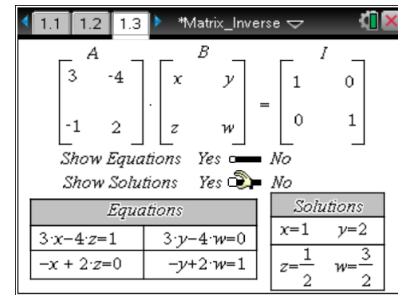 1.1 1.2 1.3 *Matrix_Inverse
A B I
3 -4 x y 1 0
· =
-1 2 z w 0 1
Show Equations Yes No
Show Solutions Yes No
Equations
3·x−4·z=1 3·y−4·w=0
−x + 2·z=0 −y+2·w=1
Solutions
x=1 y=2
z=1/2 w=3/2